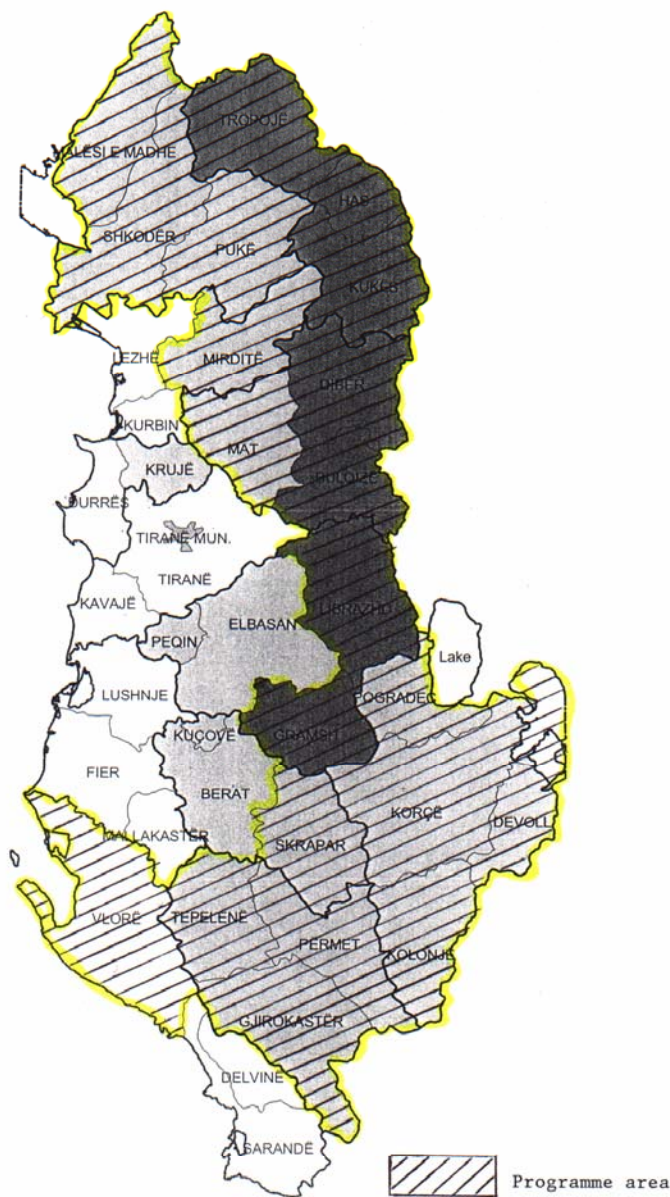 TROPOJË
MALËSI E MADHE
HAS
SHKODËR
PUKË
KUKËS
LEZHË
MIRDITË
DIBËR
KURBIN
MAT
KRUJË
BULQIZË
DURRËS
TIRANË MUN.
TIRANË
KAVAJË
ELBASAN
LIBRAZHD
PEQIN
Lake
LUSHNJE
POGRADEC
KUÇOVË
GRAMSH
FIER
BERAT
KORÇË
DEVOLL
MALLAKASTËR
SKRAPAR
VLORË
TEPELENË
PERMET
KOLONJË
GJIROKASTËR
DELVINË
SARANDË
Programme area